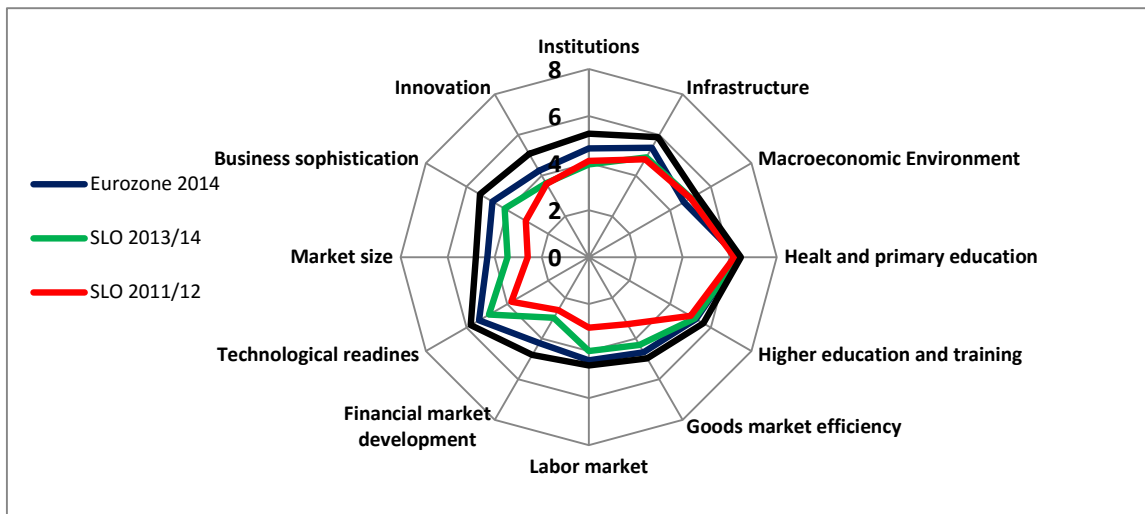 Institutions
8
Innovation
Infrastructure
6
Business sophistication
4
Macroeconomic Environment
Eurozone 2014
2
SLO 2013/14
Market size
0
Healt and primary education
SLO 2011/12
Technological readines
Higher education and training
Financial market
development
Goods market efficiency
Labor market